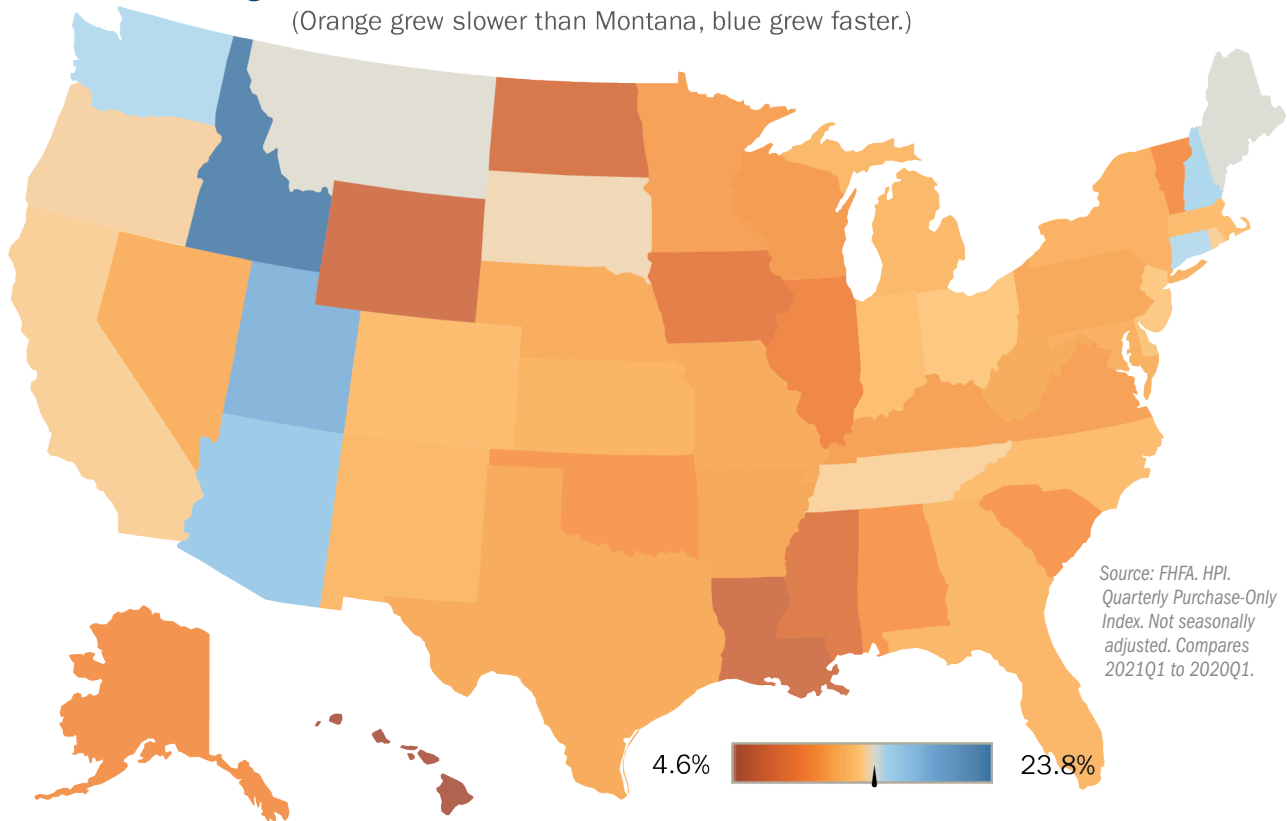 (Orange grew slower than Montana, blue grew faster.)
Source: FHFA. HPI.
Quarterly Purchase-Only
Index. Not seasonally
adjusted. Compares
2021Q1 to 2020Q1.
4.6%
23.8%